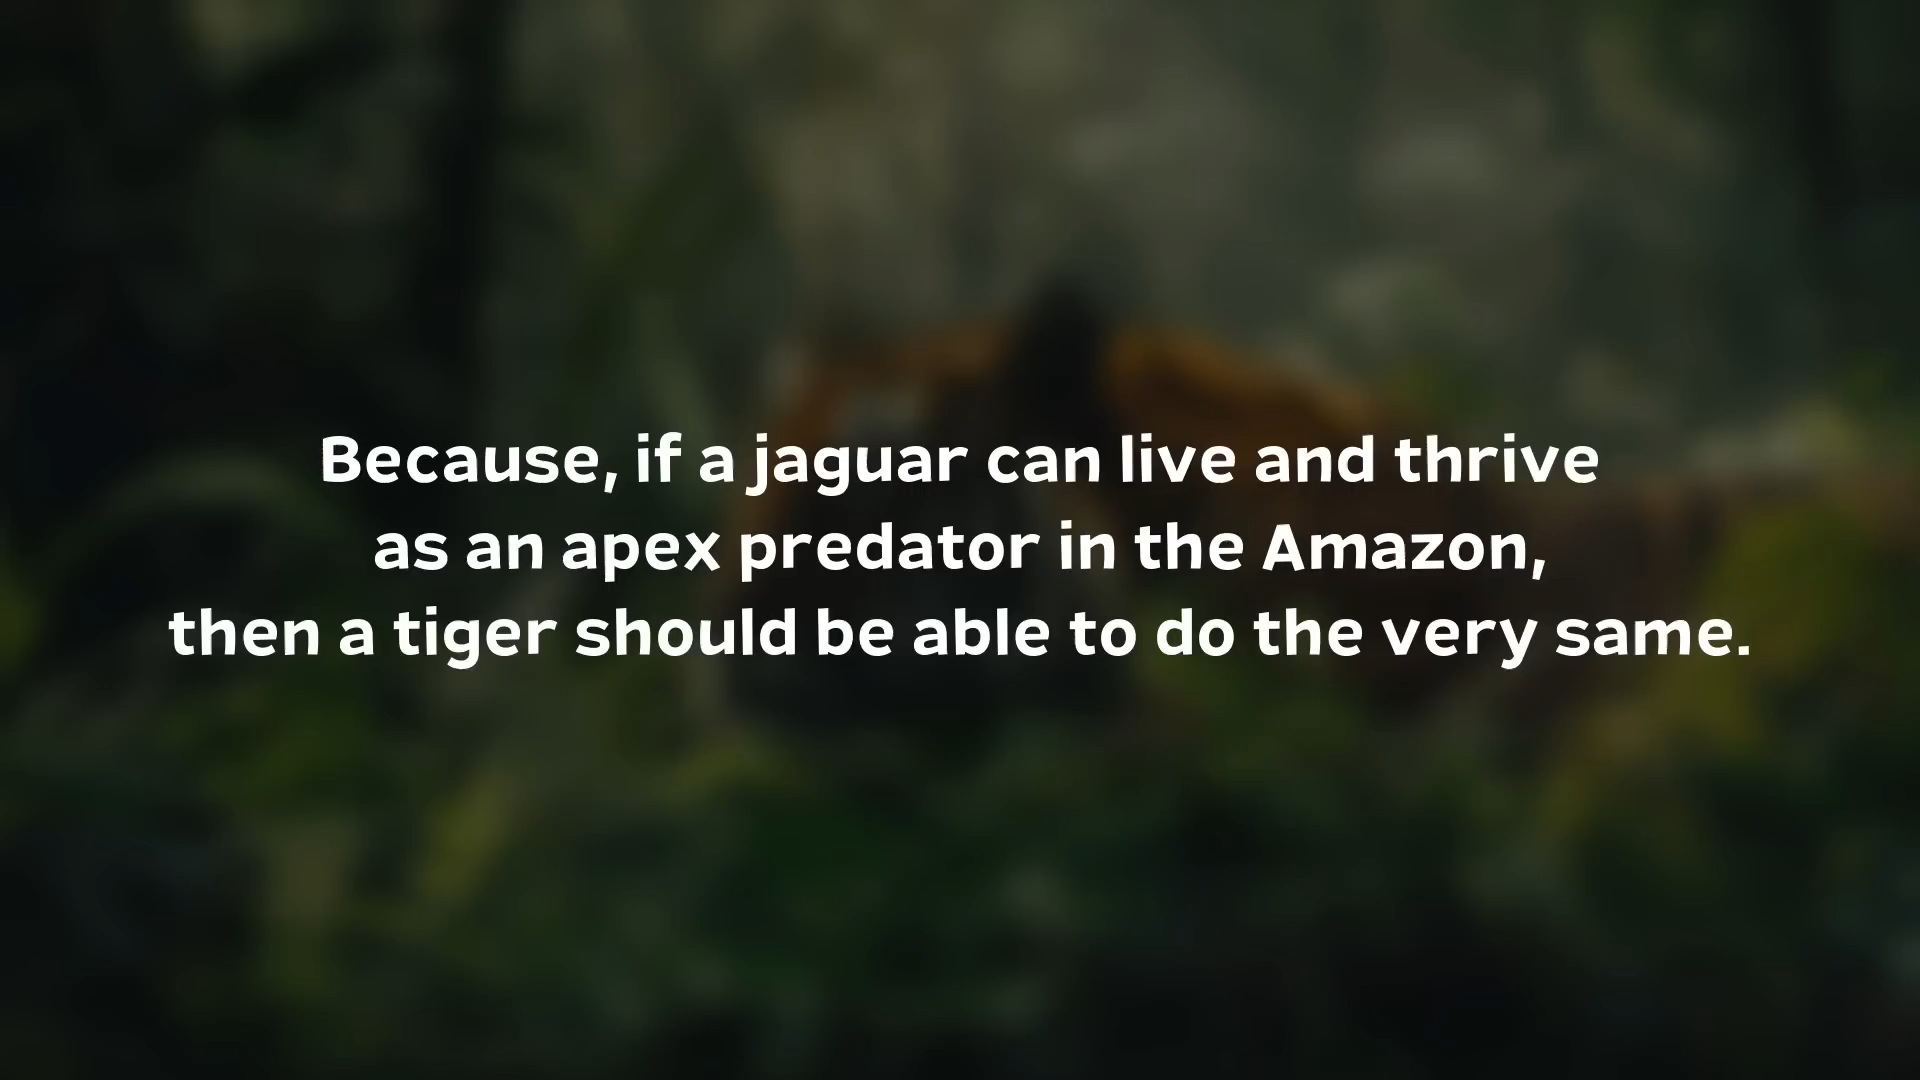 Because, if a jaguar can live and thrive
as an apex predator in the Amazon,
then a tiger should be able to do the very same.